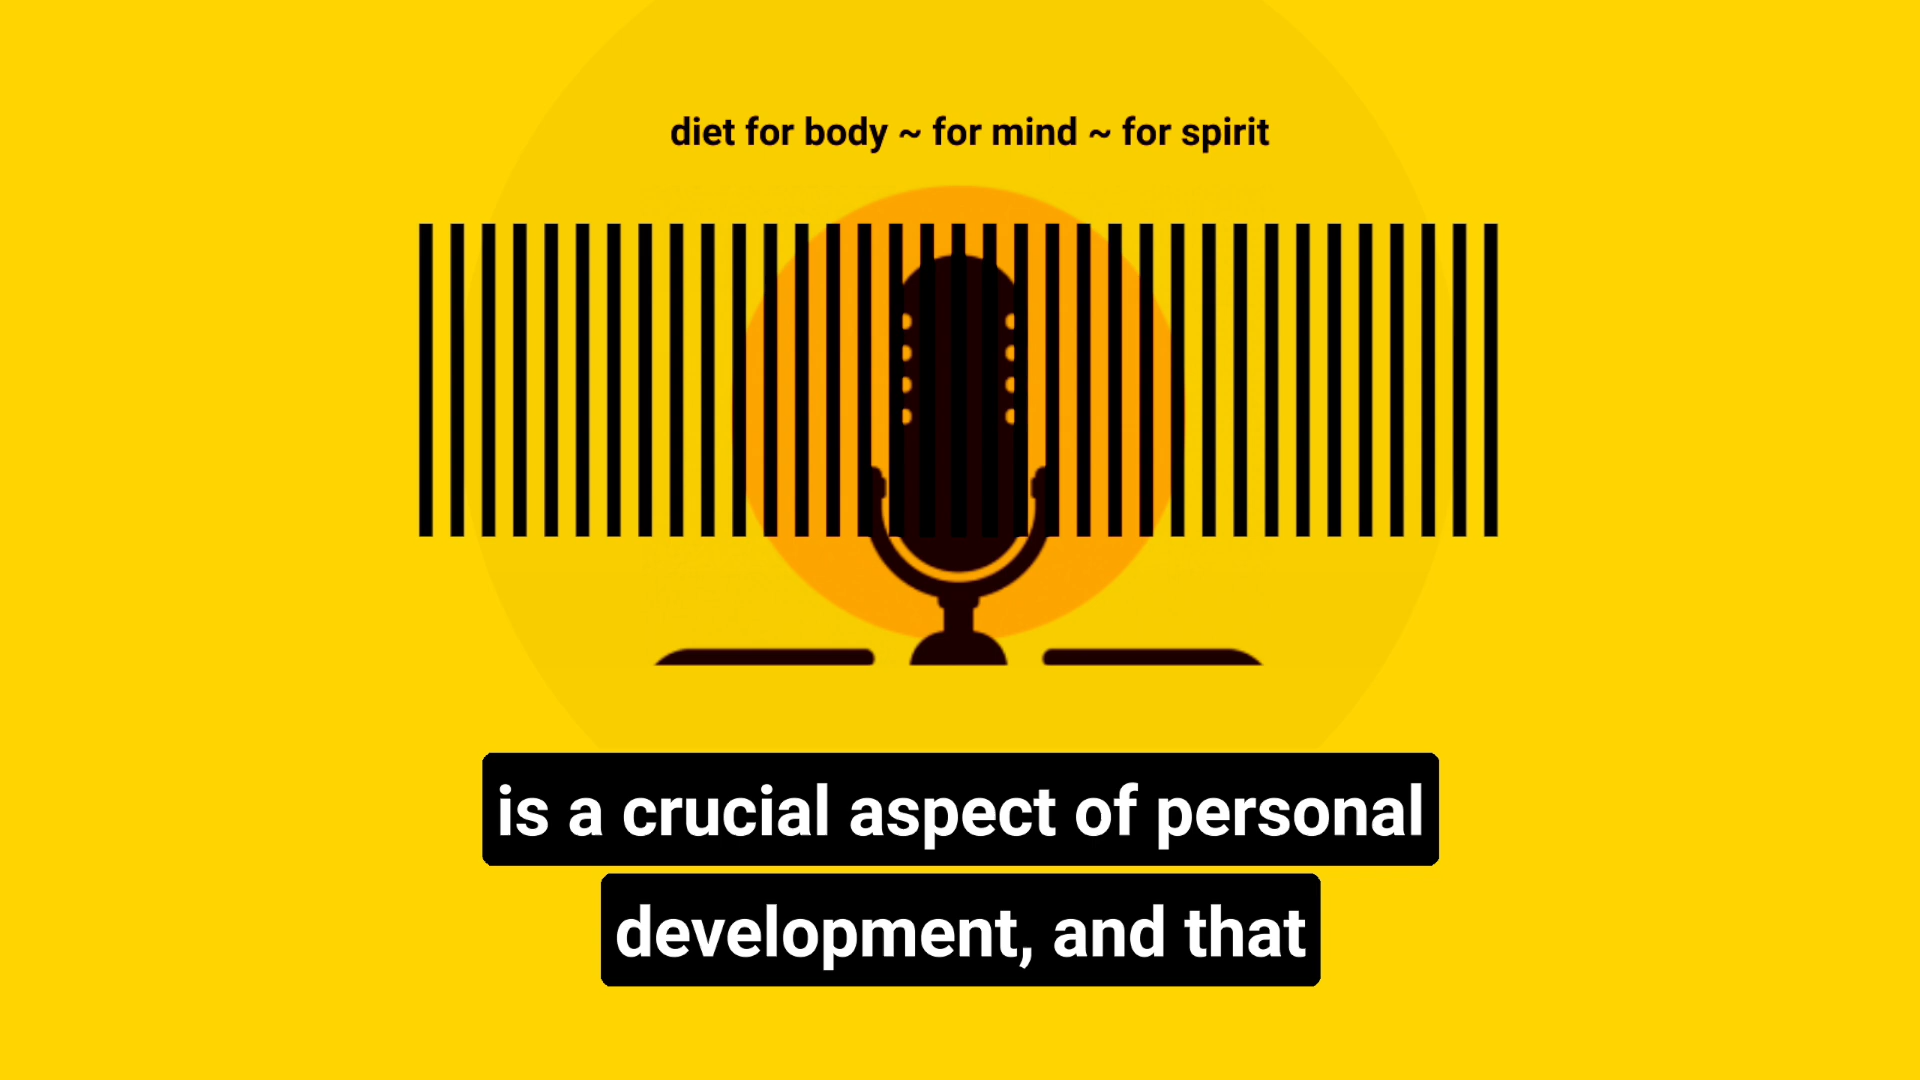 diet for body ~ for mind ~ for spirit
is a crucial aspect of personal
development, and that